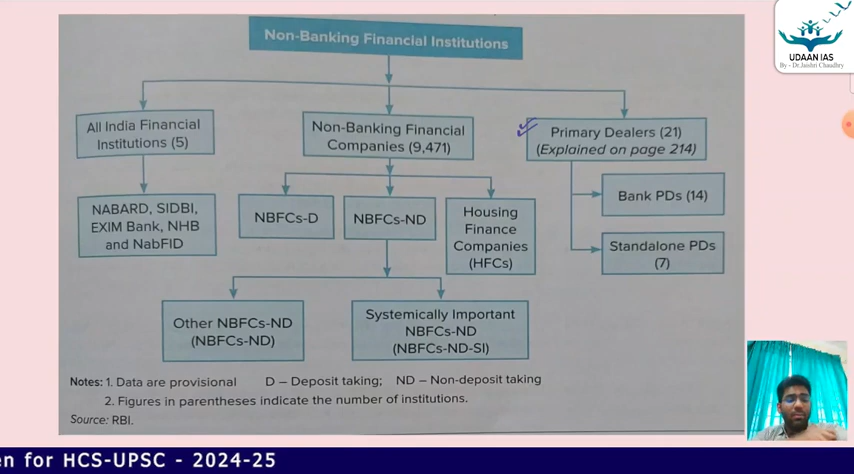 Non-Banking Financial Institutions
All India Financial
Institutions (5)
Non-Banking Financial
Companies (9,471)
Primary Dealers (21)
(Explained on page 214)
NABARD, SIDBI,
EXIM Bank, NHB
and NabFID
NBFCs-D
NBFCs-ND
Housing
Finance
Companies
(HFCs)
Bank PDs (14)
Standalone PDs
(7)
Other NBFCs-ND
(NBFCs-ND)
Systemically Important
NBFCs-ND
(NBFCs-ND-SI)
Notes: 1. Data are provisional D – Deposit taking; ND – Non-deposit taking
2. Figures in parentheses indicate the number of institutions.
Source: RBI.
UDAAN IAS
By - Dr.Jaishri Chaudhry
en for HCS-UPSC - 2024-25